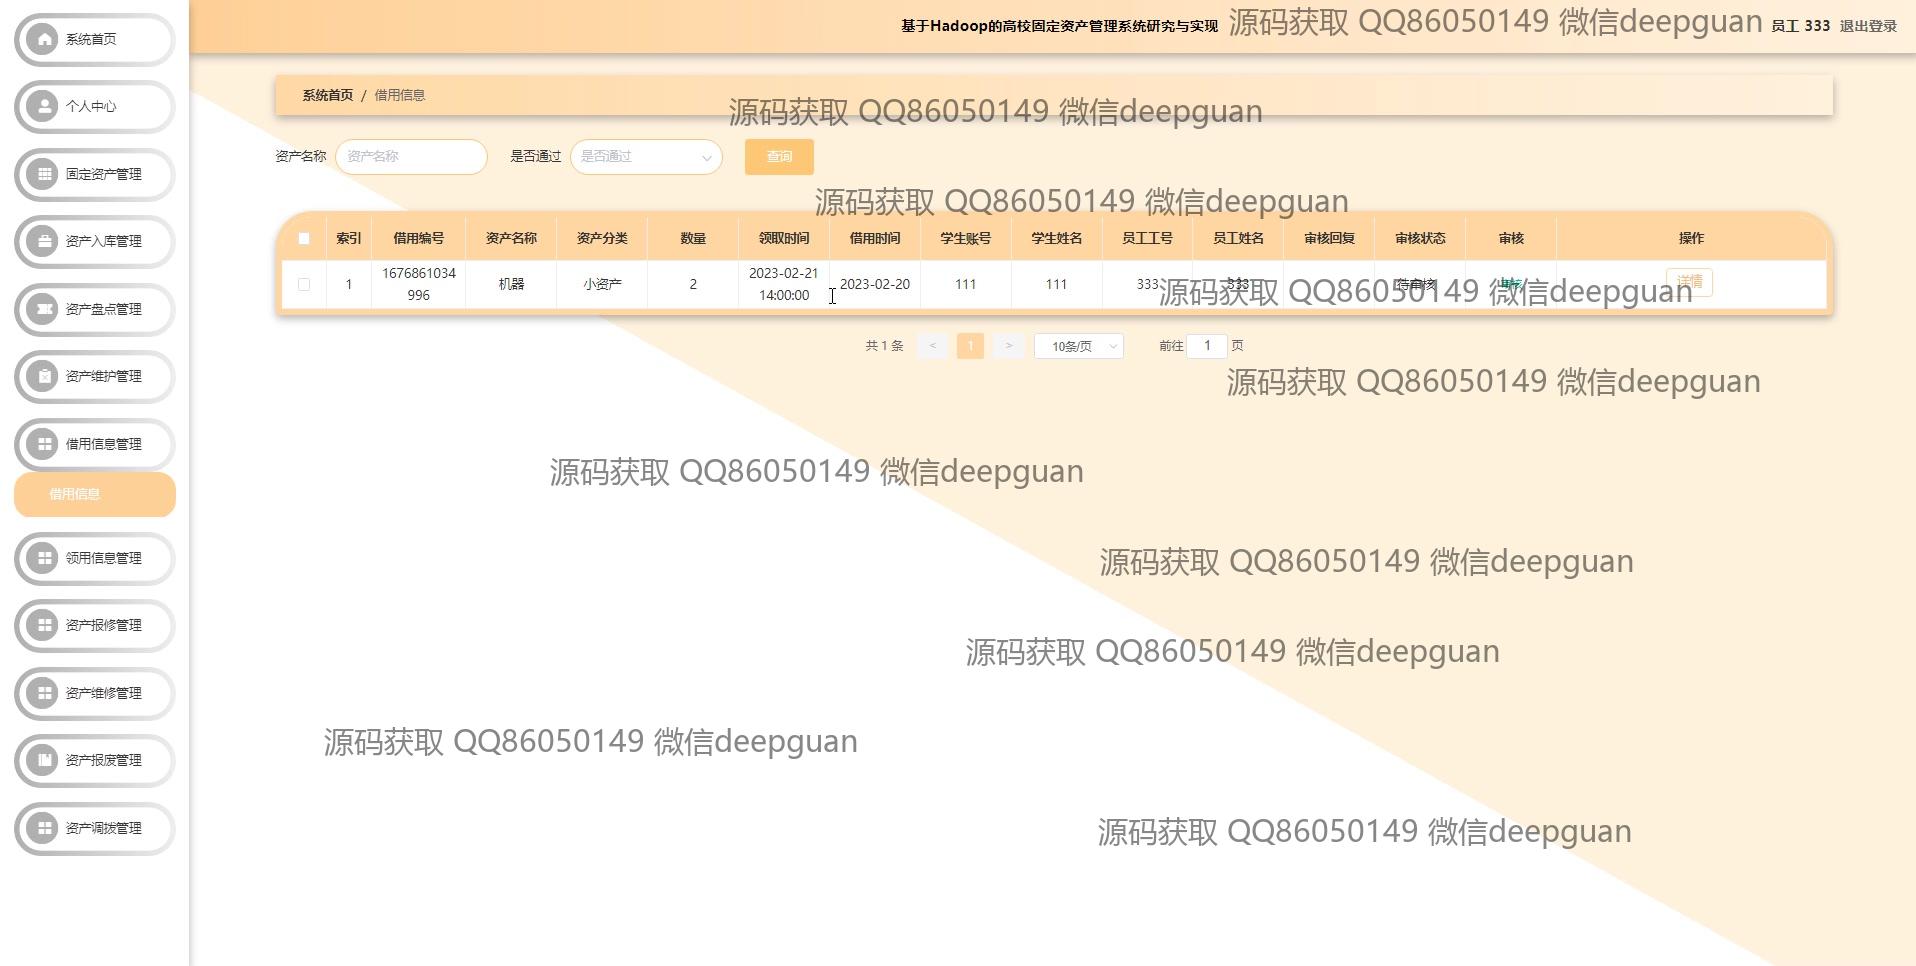 基于Hadoop的高校固定资产管理系统研究与实现 源码获取 QQ86050149 微信deepguan 员工 333 退出登录
系统首页
个人中心
固定资产管理
资产入库管理
资产盘点管理
资产维护管理
借用信息管理
借用信息
领用信息管理
资产报修管理
资产维修管理
资产报废管理
资产调拨管理
系统首页 / 借用信息
源码获取 QQ86050149 微信deepguan
资产名称 资产名称 是否通过 是否通过 查询
源码获取 QQ86050149 微信deepguan
索引 借用编号 资产名称 资产分类 数量 领取时间 借用时间 学生账号 学生姓名 员工工号 员工姓名 审核回复 审核状态 审核 操作
1 1676861034996 机器 小资产 2 2023-02-21 14:00:00 2023-02-20 111 111 333 333 待审核 审核 详情
源码获取 QQ86050149 微信deepguan
共 1 条 < 1 > 10条/页 前往 1 页
源码获取 QQ86050149 微信deepguan
源码获取 QQ86050149 微信deepguan
源码获取 QQ86050149 微信deepguan
源码获取 QQ86050149 微信deepguan
源码获取 QQ86050149 微信deepguan
源码获取 QQ86050149 微信deepguan